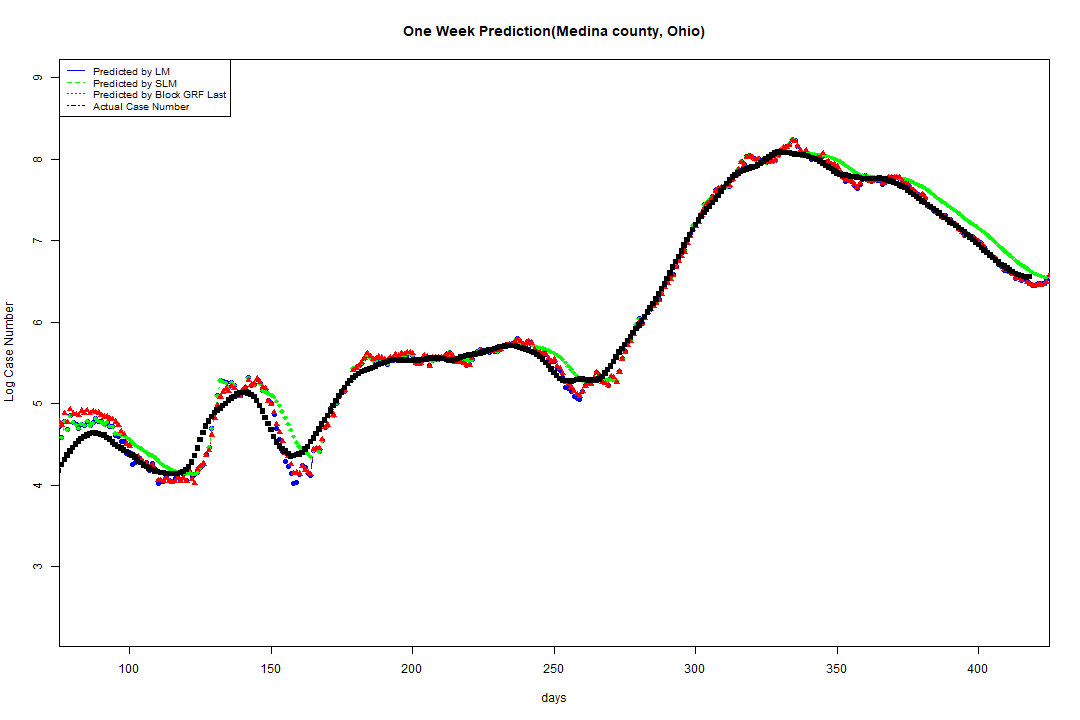 One Week Prediction(Medina county, Ohio)
Predicted by LM
Predicted by SLM
Predicted by Block GRF Last
Actual Case Number
9
8
7
6
5
4
3
Log Case Number
100 150 200 250 300 350 400
days